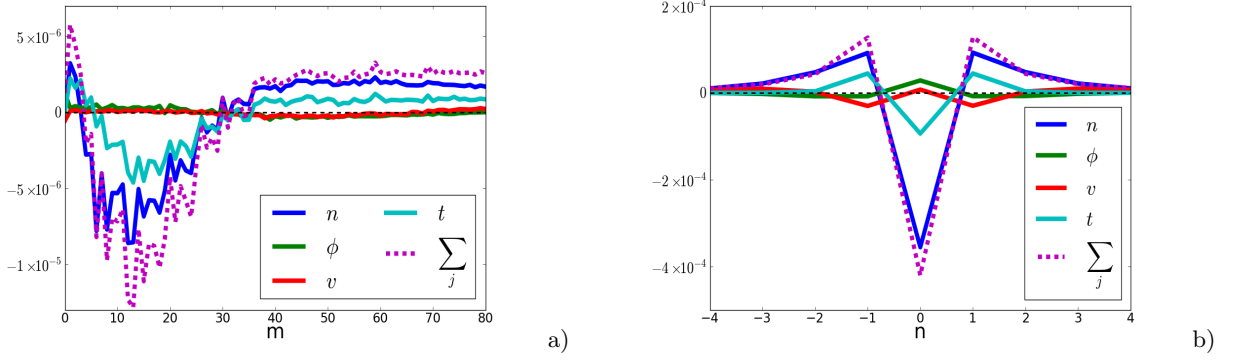 5 ×10⁻⁶
0
−5 ×10⁻⁶
−1 ×10⁻⁵
0 10 20 30 40 50 60 70 80
m
n t
ϕ ∑
j
v
a)
2 ×10⁻⁴
0
−2 ×10⁻⁴
−4 ×10⁻⁴
−4 −3 −2 −1 0 1 2 3 4
n
n
ϕ
v
t
∑
j
b)